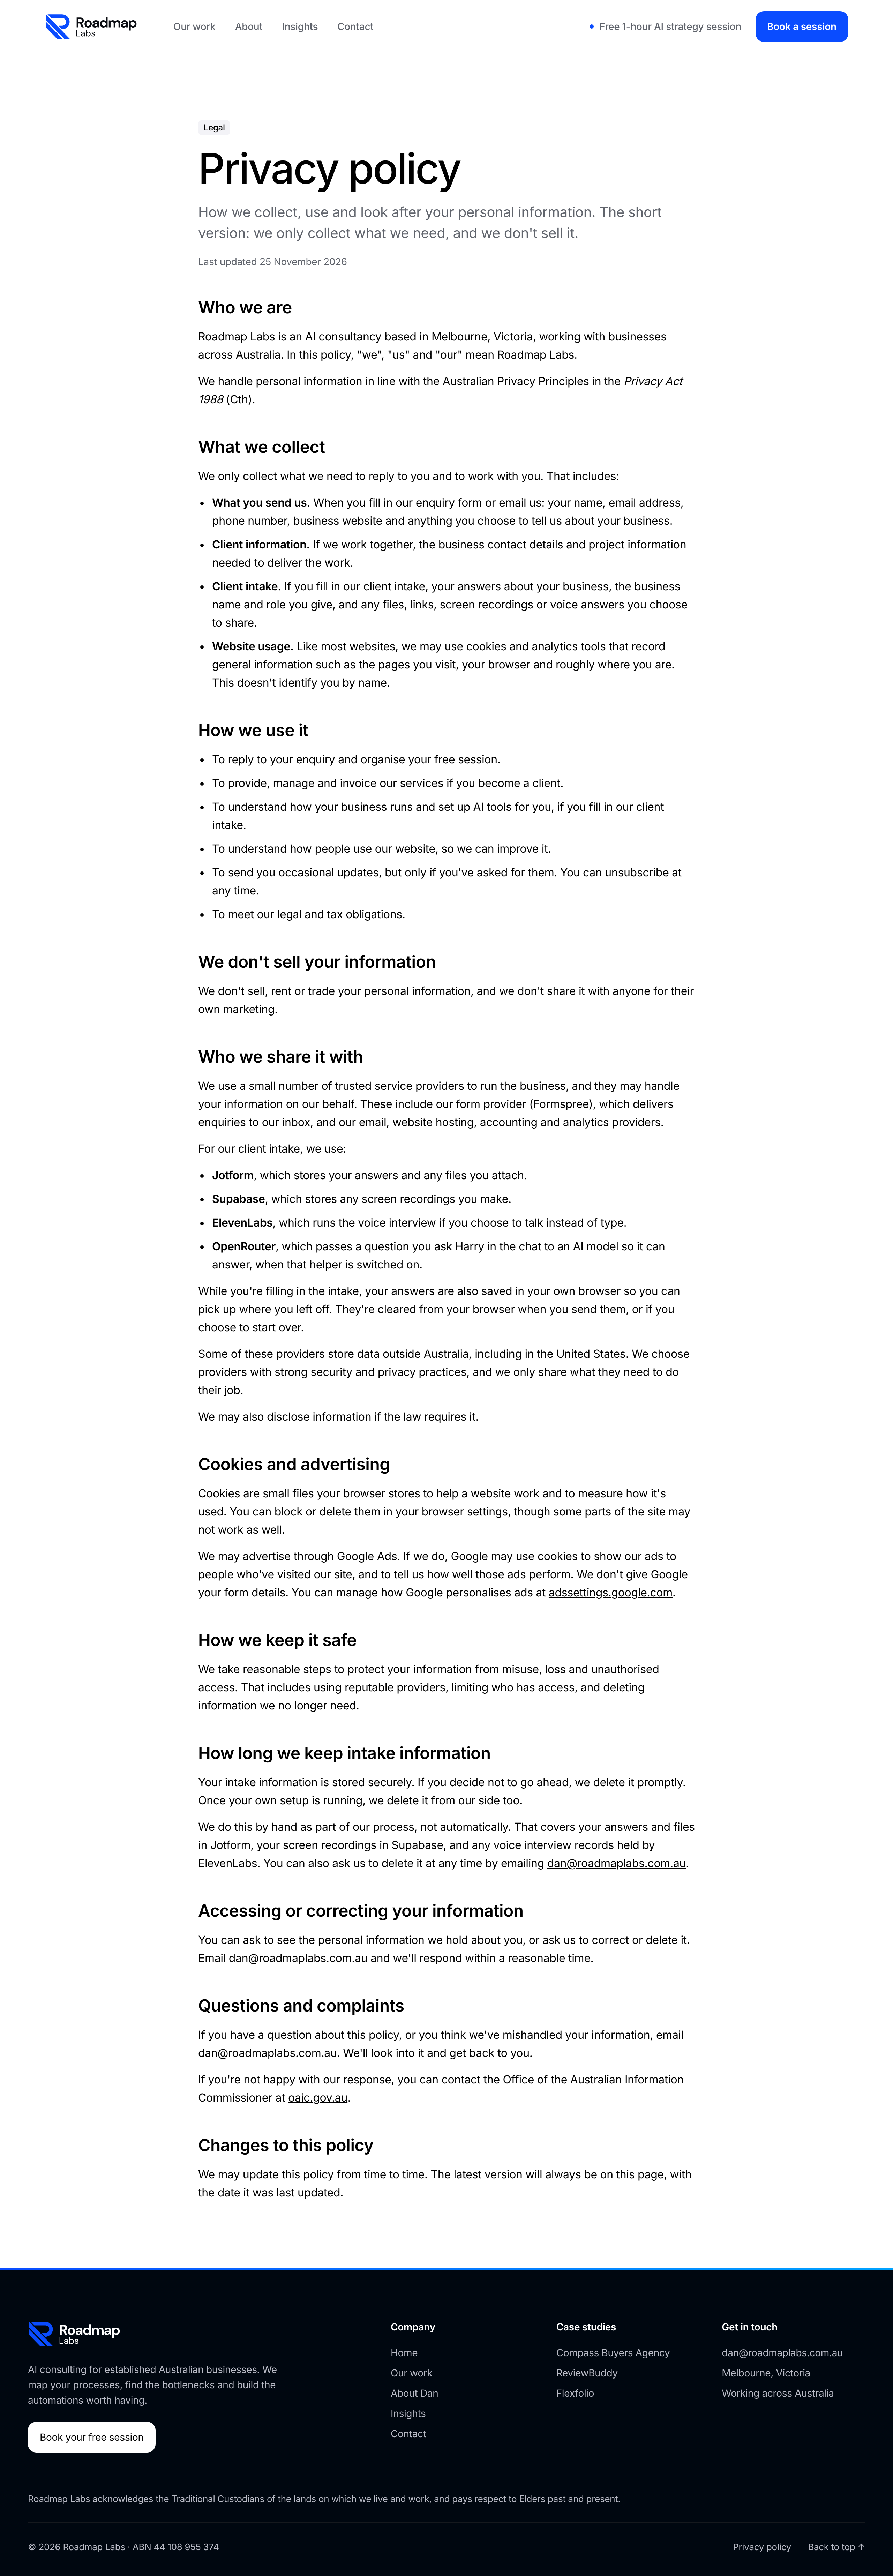 Roadmap
Labs
Our work
About
Insights
Contact
Free 1-hour AI strategy session
Book a session
Legal
Privacy policy
How we collect, use and look after your personal information. The short
version: we only collect what we need, and we don't sell it.
Last updated 25 November 2026
Who we are
Roadmap Labs is an AI consultancy based in Melbourne, Victoria, working with businesses
across Australia. In this policy, "we", "us" and "our" mean Roadmap Labs.
We handle personal information in line with the Australian Privacy Principles in the Privacy Act
1988 (Cth).
What we collect
We only collect what we need to reply to you and to work with you. That includes:
• What you send us. When you fill in our enquiry form or email us: your name, email address,
phone number, business website and anything you choose to tell us about your business.
• Client information. If we work together, the business contact details and project information
needed to deliver the work.
• Client intake. If you fill in our client intake, your answers about your business, the business
name and role you give, and any files, links, screen recordings or voice answers you choose
to share.
• Website usage. Like most websites, we may use cookies and analytics tools that record
general information such as the pages you visit, your browser and roughly where you are.
This doesn't identify you by name.
How we use it
• To reply to your enquiry and organise your free session.
• To provide, manage and invoice our services if you become a client.
• To understand how your business runs and set up AI tools for you, if you fill in our client
intake.
• To understand how people use our website, so we can improve it.
• To send you occasional updates, but only if you've asked for them. You can unsubscribe at
any time.
• To meet our legal and tax obligations.
We don't sell your information
We don't sell, rent or trade your personal information, and we don't share it with anyone for their
own marketing.
Who we share it with
We use a small number of trusted service providers to run the business, and they may handle
your information on our behalf. These include our form provider (Formspree), which delivers
enquiries to our inbox, and our email, website hosting, accounting and analytics providers.
For our client intake, we use:
• Jotform, which stores your answers and any files you attach.
• Supabase, which stores any screen recordings you make.
• ElevenLabs, which runs the voice interview if you choose to talk instead of type.
• OpenRouter, which passes a question you ask Harry in the chat to an AI model so it can
answer, when that helper is switched on.
While you're filling in the intake, your answers are also saved in your own browser so you can
pick up where you left off. They're cleared from your browser when you send them, or if you
choose to start over.
Some of these providers store data outside Australia, including in the United States. We choose
providers with strong security and privacy practices, and we only share what they need to do
their job.
We may also disclose information if the law requires it.
Cookies and advertising
Cookies are small files your browser stores to help a website work and to measure how it's
used. You can block or delete them in your browser settings, though some parts of the site may
not work as well.
We may advertise through Google Ads. If we do, Google may use cookies to show our ads to
people who've visited our site, and to tell us how well those ads perform. We don't give Google
your form details. You can manage how Google personalises ads at adssettings.google.com.
How we keep it safe
We take reasonable steps to protect your information from misuse, loss and unauthorised
access. That includes using reputable providers, limiting who has access, and deleting
information we no longer need.
How long we keep intake information
Your intake information is stored securely. If you decide not to go ahead, we delete it promptly.
Once your own setup is running, we delete it from our side too.
We do this by hand as part of our process, not automatically. That covers your answers and files
in Jotform, your screen recordings in Supabase, and any voice interview records held by
ElevenLabs. You can also ask us to delete it at any time by emailing dan@roadmaplabs.com.au.
Accessing or correcting your information
You can ask to see the personal information we hold about you, or ask us to correct or delete it.
Email dan@roadmaplabs.com.au and we'll respond within a reasonable time.
Questions and complaints
If you have a question about this policy, or you think we've mishandled your information, email
dan@roadmaplabs.com.au. We'll look into it and get back to you.
If you're not happy with our response, you can contact the Office of the Australian Information
Commissioner at oaic.gov.au.
Changes to this policy
We may update this policy from time to time. The latest version will always be on this page, with
the date it was last updated.
Roadmap
Labs
AI consulting for established Australian businesses. We
map your processes, find the bottlenecks and build the
automations worth having.
Book your free session
Company
Home
Our work
About Dan
Insights
Contact
Case studies
Compass Buyers Agency
ReviewBuddy
Flexfolio
Get in touch
dan@roadmaplabs.com.au
Melbourne, Victoria
Working across Australia
Roadmap Labs acknowledges the Traditional Custodians of the lands on which we live and work, and pays respect to Elders past and present.
© 2026 Roadmap Labs · ABN 44 108 955 374
Privacy policy
Back to top ↑